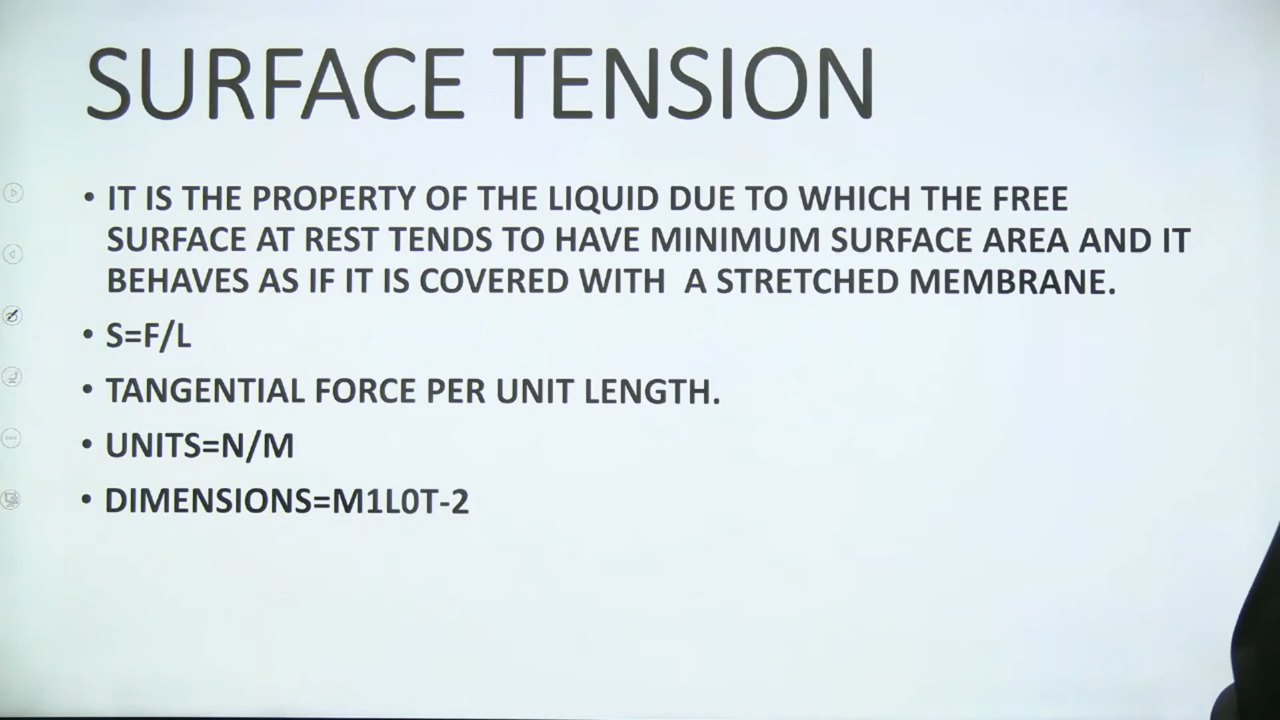 SURFACE TENSION
• IT IS THE PROPERTY OF THE LIQUID DUE TO WHICH THE FREE
SURFACE AT REST TENDS TO HAVE MINIMUM SURFACE AREA AND IT
BEHAVES AS IF IT IS COVERED WITH A STRETCHED MEMBRANE.
• S=F/L
• TANGENTIAL FORCE PER UNIT LENGTH.
• UNITS=N/M
• DIMENSIONS=M1L0T-2